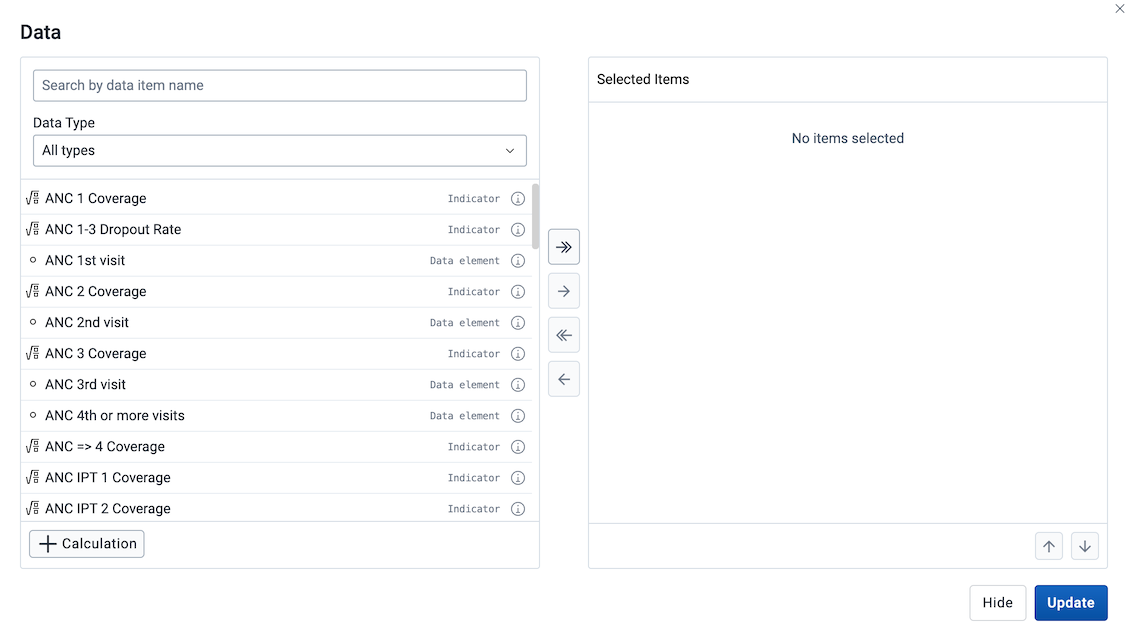 Data
Search by data item name
Data Type
All types
ANC 1 Coverage Indicator
ANC 1-3 Dropout Rate Indicator
ANC 1st visit Data element
ANC 2 Coverage Indicator
ANC 2nd visit Data element
ANC 3 Coverage Indicator
ANC 3rd visit Data element
ANC 4th or more visits Data element
ANC => 4 Coverage Indicator
ANC IPT 1 Coverage Indicator
ANC IPT 2 Coverage Indicator
Calculation
Selected Items
No items selected
Hide Update